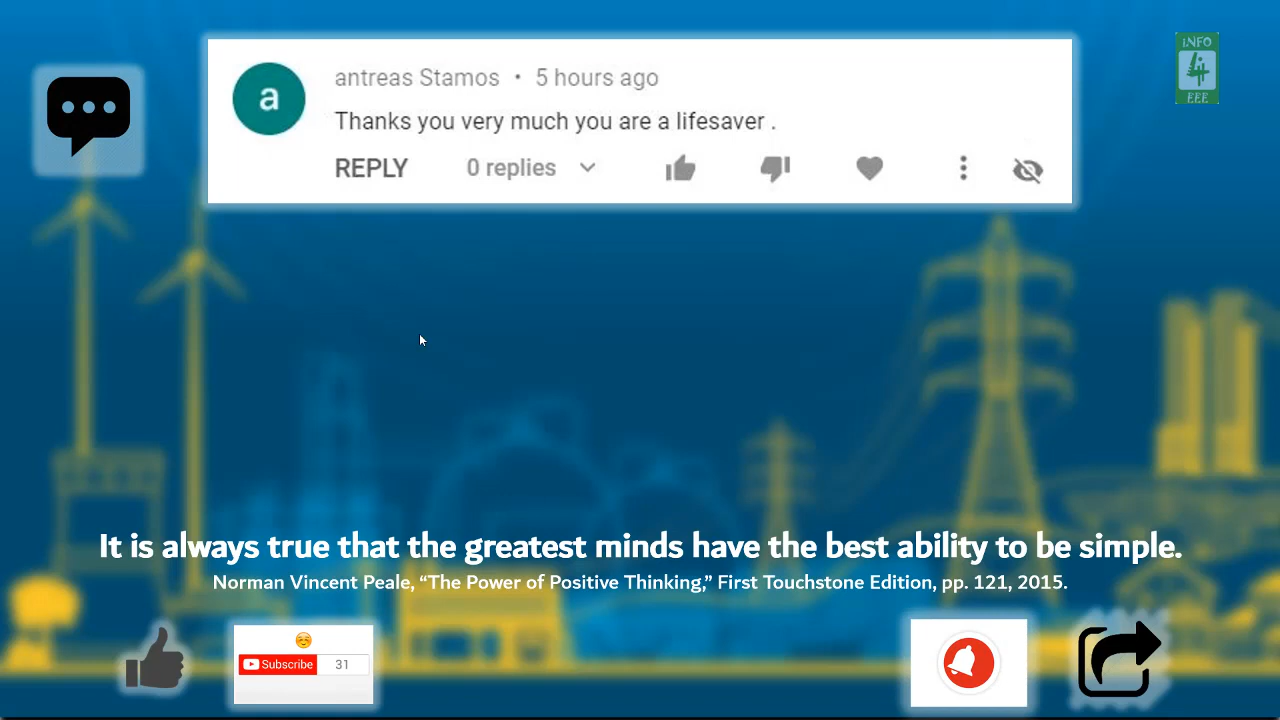 INFO
4
EEE
a
antreas Stamos • 5 hours ago
Thanks you very much you are a lifesaver .
REPLY 0 replies
It is always true that the greatest minds have the best ability to be simple.
Norman Vincent Peale, “The Power of Positive Thinking,” First Touchstone Edition, pp. 121, 2015.
Subscribe 31